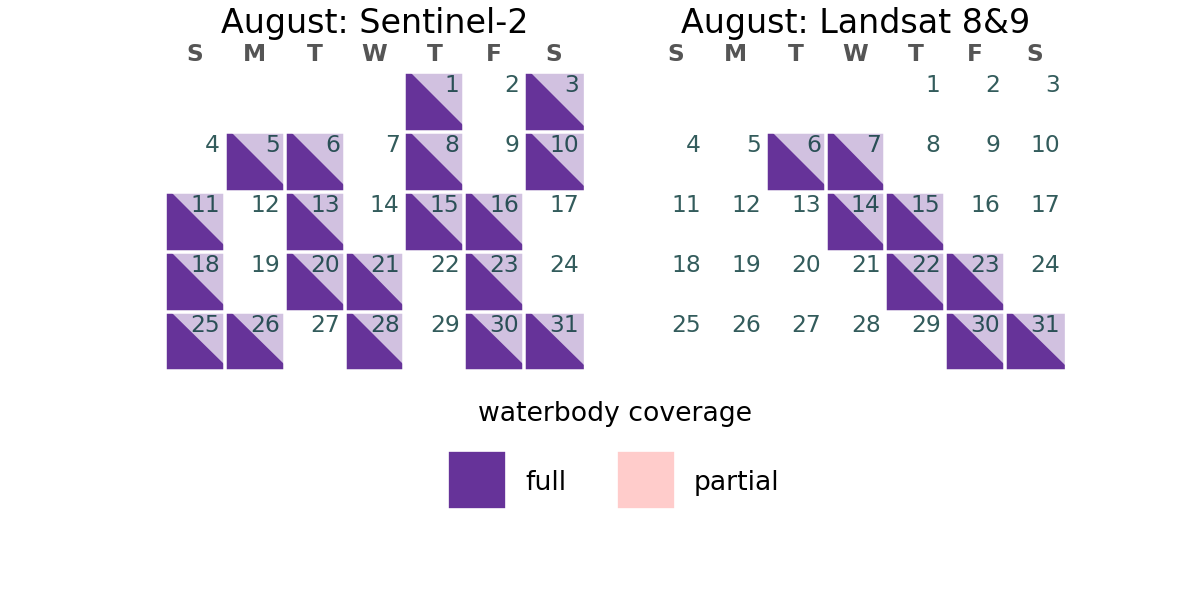 August: Sentinel-2
S M T W T F S
1 2 3
4 5 6 7 8 9 10
11 12 13 14 15 16 17
18 19 20 21 22 23 24
25 26 27 28 29 30 31
August: Landsat 8&9
S M T W T F S
1 2 3
4 5 6 7 8 9 10
11 12 13 14 15 16 17
18 19 20 21 22 23 24
25 26 27 28 29 30 31
waterbody coverage
full partial